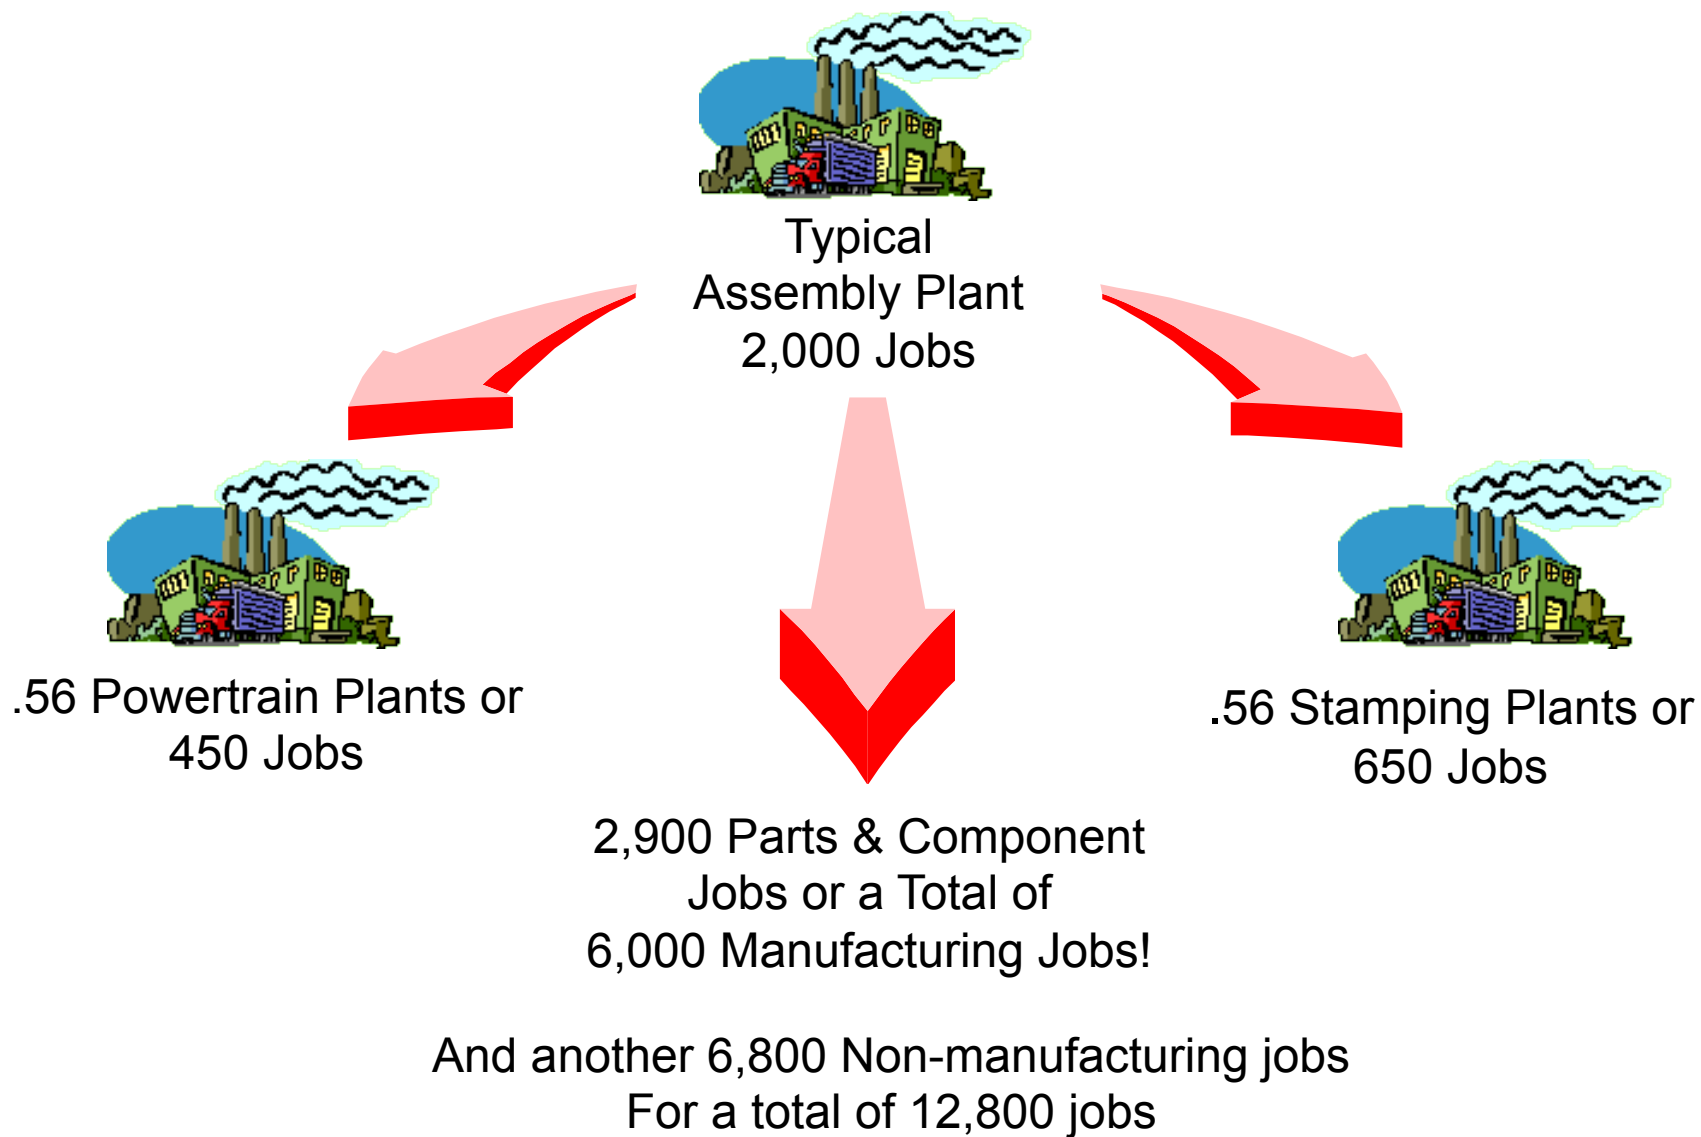 Typical
Assembly Plant
2,000 Jobs
.56 Powertrain Plants or
450 Jobs
.56 Stamping Plants or
650 Jobs
2,900 Parts & Component
Jobs or a Total of
6,000 Manufacturing Jobs!
And another 6,800 Non-manufacturing jobs
For a total of 12,800 jobs